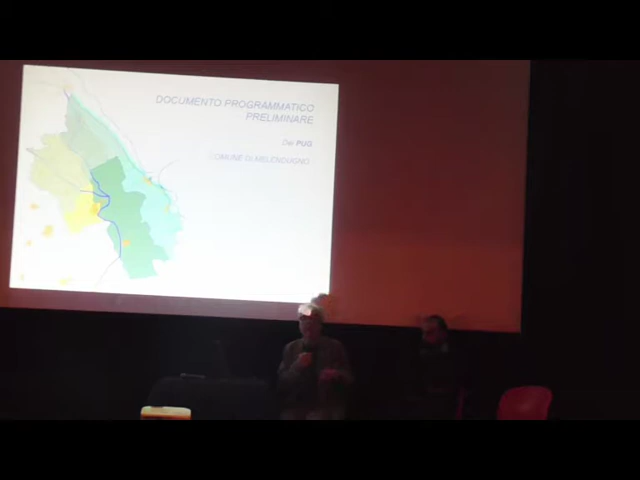 DOCUMENTO PROGRAMMATICO
PRELIMINARE
Del PUG
COMUNE DI MELENDUGNO